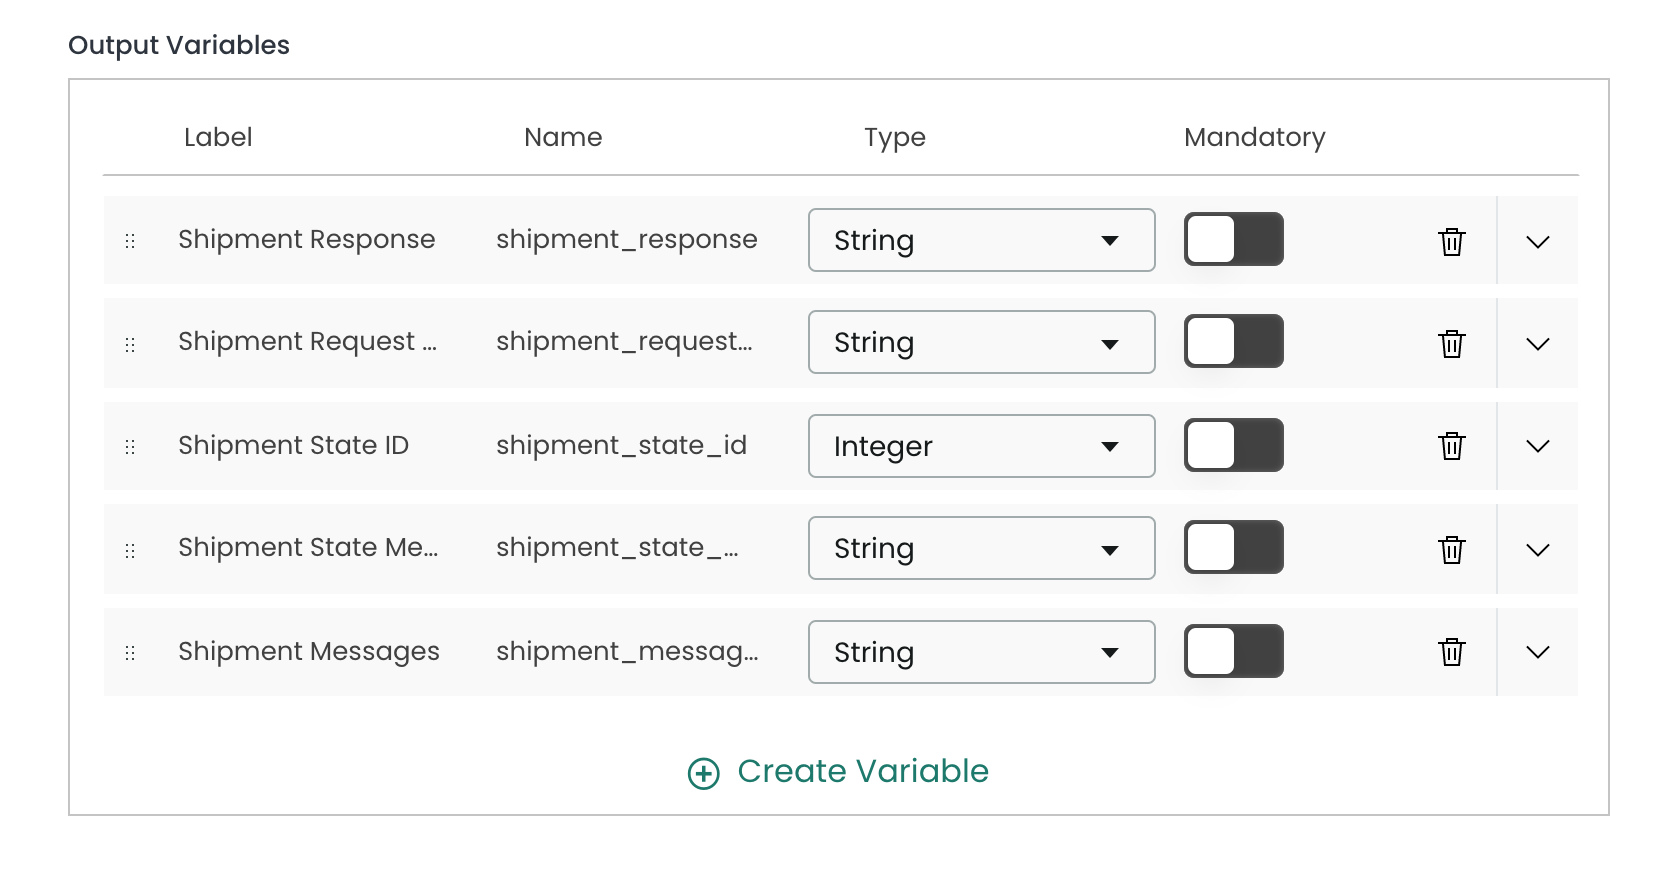 Output Variables
Label Name Type Mandatory
Shipment Response shipment_response String
Shipment Request ... shipment_request... String
Shipment State ID shipment_state_id Integer
Shipment State Me... shipment_state_... String
Shipment Messages shipment_messag... String
Create Variable